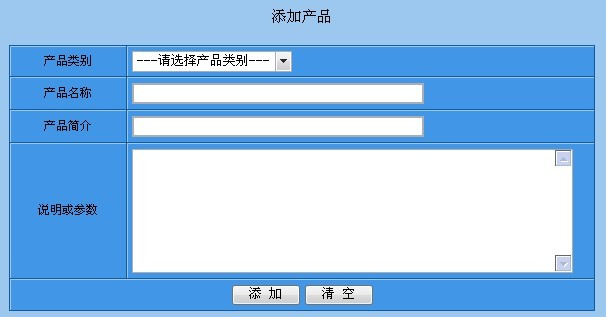 添加产品
产品类别
---请选择产品类别---
产品名称
产品简介
说明或参数
添 加
清 空